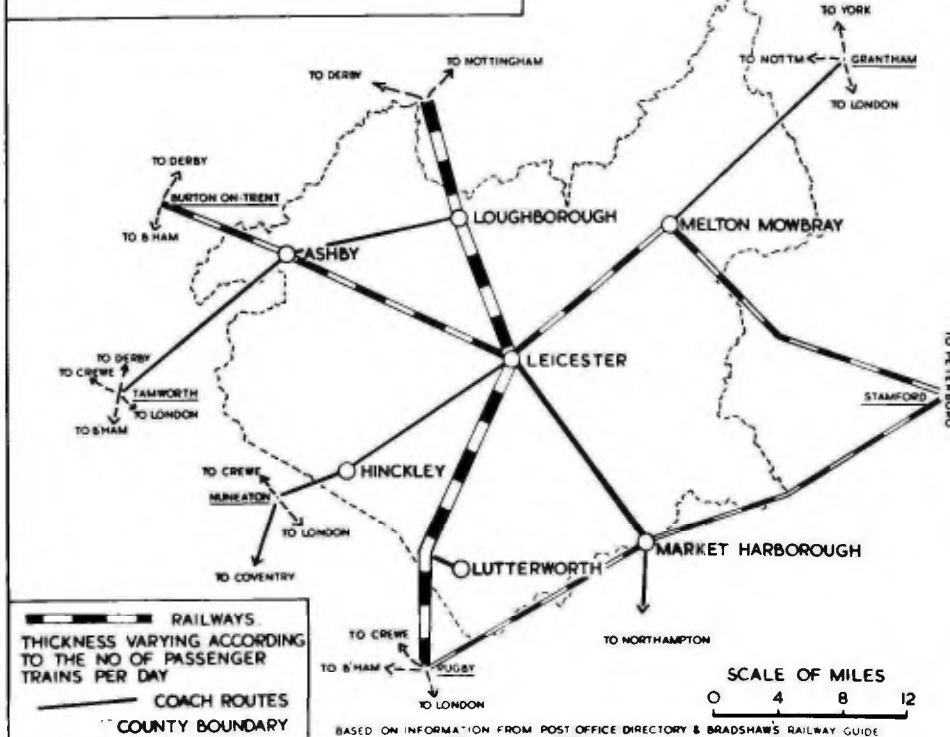 TO YORK
TO NOTTM
GRANTHAM
TO LONDON
TO DERBY
TO NOTTINGHAM
TO DERBY
BURTON ON-TRENT
TO B'HAM
LOUGHBOROUGH
MELTON MOWBRAY
ASHBY
LEICESTER
TO DERBY
TO CREWE
TAMWORTH
TO LONDON
TO B'HAM
STAMFORD
TO PETERBORO
HINCKLEY
TO CREWE
NUNEATON
TO LONDON
TO COVENTRY
MARKET HARBOROUGH
LUTTERWORTH
TO NORTHAMPTON
TO CREWE
TO B'HAM
RUGBY
TO LONDON
RAILWAYS.
THICKNESS VARYING ACCORDING
TO THE NO OF PASSENGER
TRAINS PER DAY
COACH ROUTES
COUNTY BOUNDARY
SCALE OF MILES
0 4 8 12
BASED ON INFORMATION FROM POST OFFICE DIRECTORY & BRADSHAWS RAILWAY GUIDE